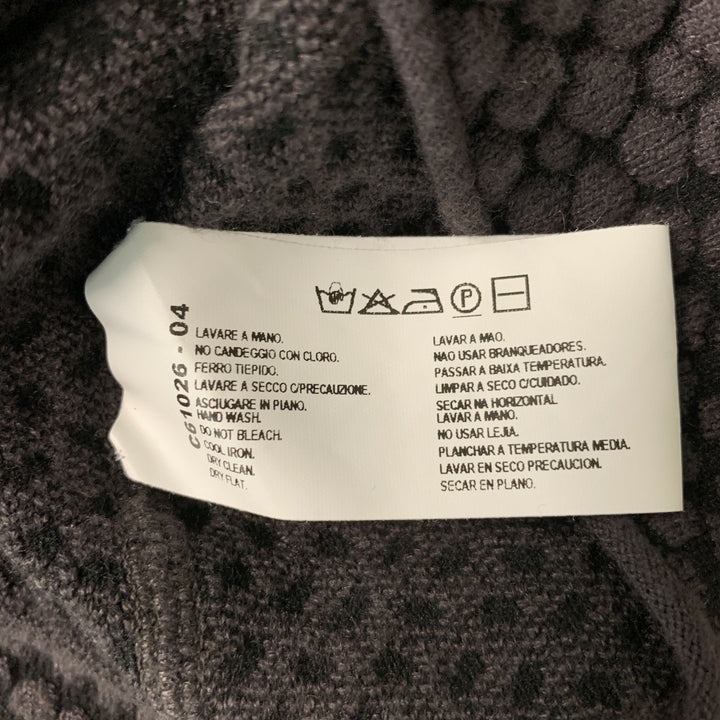 C61026 - 04
LAVARE A MANO.
NO CANDEGGIO CON CLORO.
FERRO TIEPIDO.
LAVARE A SECCO C/PRECAUZIONE.
ASCIUGARE IN PIANO.
HAND WASH.
DO NOT BLEACH.
COOL IRON.
DRY CLEAN.
DRY FLAT.
P
LAVAR A MAO.
NAO USAR BRANQUEADORES.
PASSAR A BAIXA TEMPERATURA.
LIMPAR A SECO C/CUIDADO.
SECAR NA HORIZONTAL
LAVAR A MANO.
NO USAR LEJIA.
PLANCHAR A TEMPERATURA MEDIA.
LAVAR EN SECO PRECAUCION.
SECAR EN PLANO.